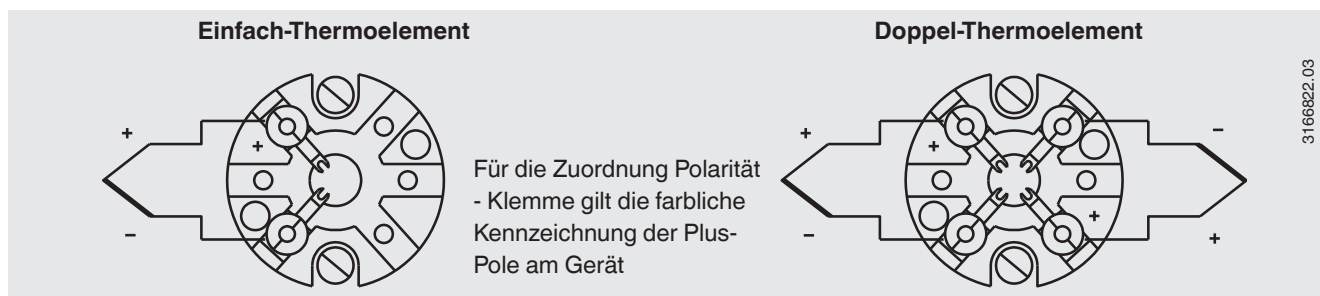 Einfach-Thermoelement
Doppel-Thermoelement
+
+
−
Für die Zuordnung Polarität
- Klemme gilt die farbliche
Kennzeichnung der Plus-
Pole am Gerät
+
+
−
−
+
+
3166822.03